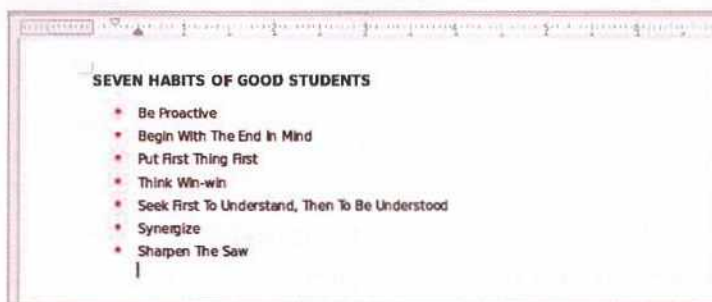 SEVEN HABITS OF GOOD STUDENTS
• Be Proactive
• Begin With The End In Mind
• Put First Thing First
• Think Win-win
• Seek First To Understand, Then To Be Understood
• Synergize
• Sharpen The Saw